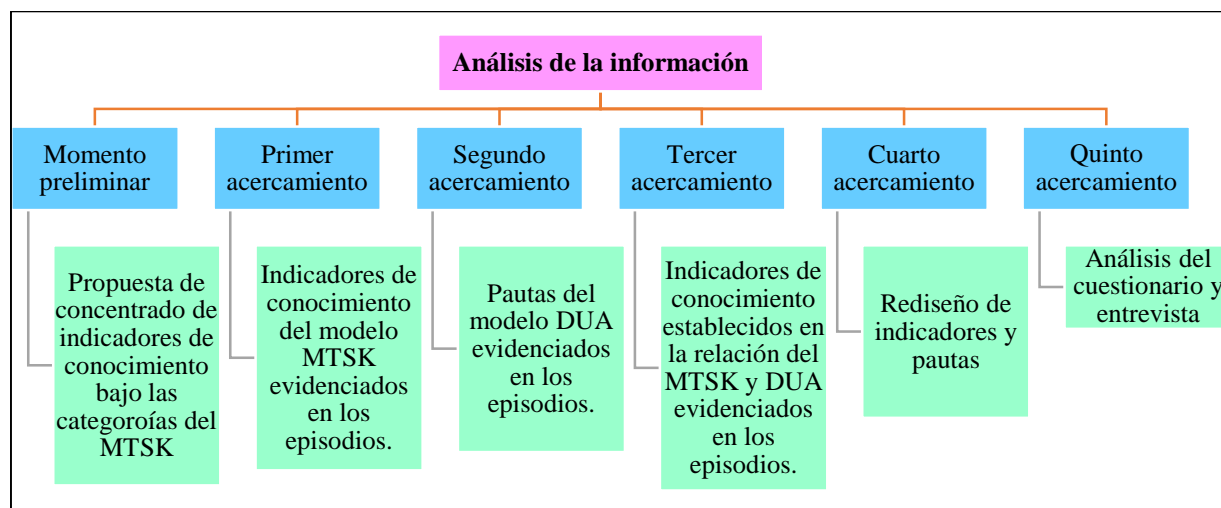 Análisis de la información
Momento
preliminar
Propuesta de
concentrado de
indicadores de
conocimiento
bajo las
categoroías del
MTSK
Primer
acercamiento
Indicadores de
conocimiento
del modelo
MTSK
evidenciados
en los
episodios.
Segundo
acercamiento
Pautas del
modelo DUA
evidenciados
en los
episodios.
Tercer
acercamiento
Indicadores de
conocimiento
establecidos en
la relación del
MTSK y DUA
evidenciados
en los
episodios.
Cuarto
acercamiento
Rediseño de
indicadores y
pautas
Quinto
acercamiento
Análisis del
cuestionario y
entrevista